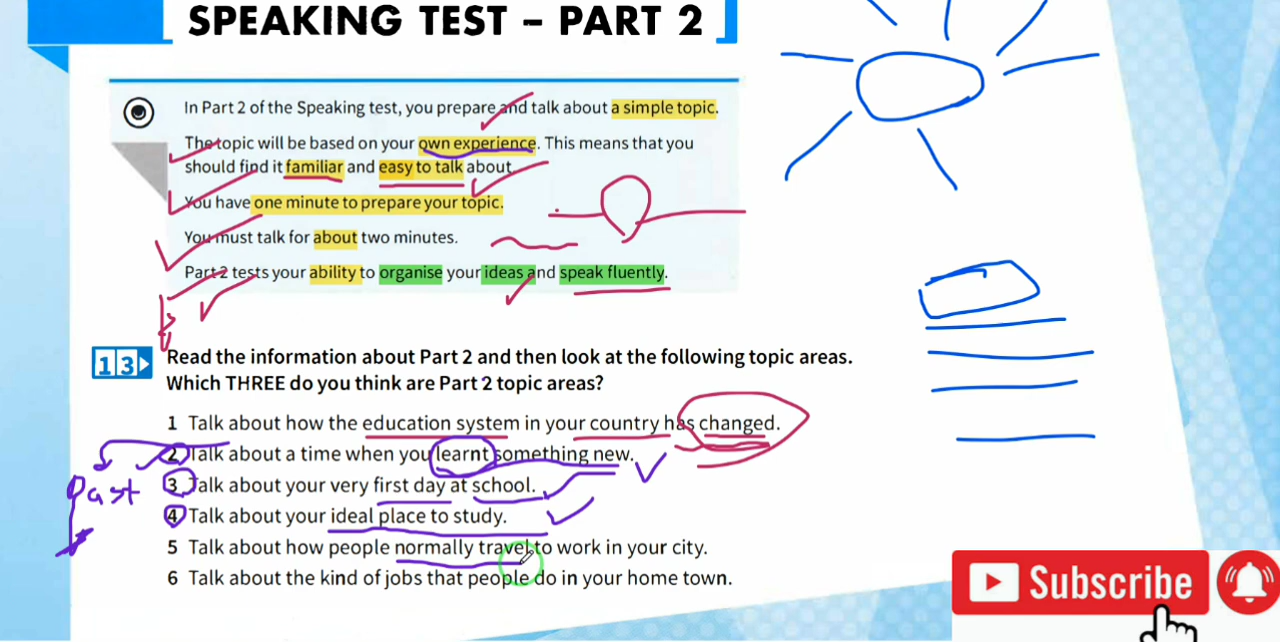 SPEAKING TEST – PART 2
In Part 2 of the Speaking test, you prepare and talk about a simple topic.
The topic will be based on your own experience. This means that you
should find it familiar and easy to talk about.
You have one minute to prepare your topic.
You must talk for about two minutes.
Part 2 tests your ability to organise your ideas and speak fluently.
13 Read the information about Part 2 and then look at the following topic areas.
Which THREE do you think are Part 2 topic areas?
1 Talk about how the education system in your country has changed.
2 Talk about a time when you learnt something new.
Past
3 Talk about your very first day at school.
4 Talk about your ideal place to study.
5 Talk about how people normally travel to work in your city.
6 Talk about the kind of jobs that people do in your home town.
Subscribe